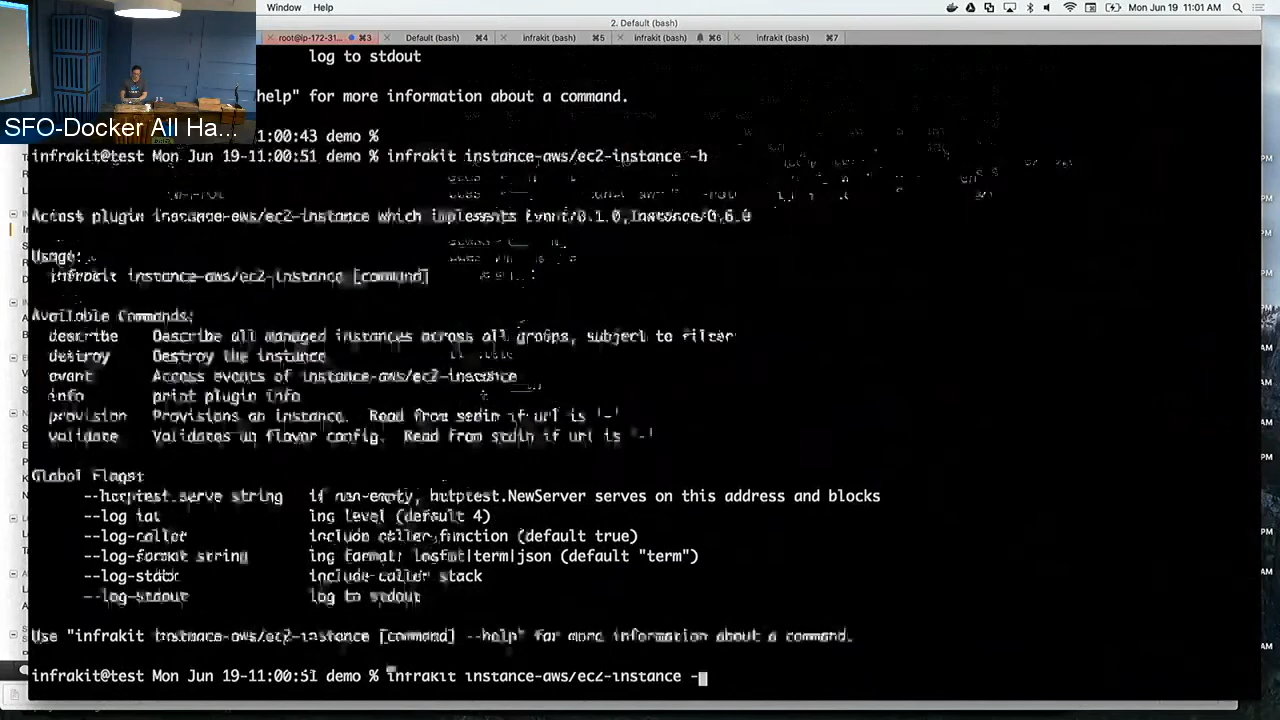 Window Help Mon Jun 19 11:01 AM
2. Default (bash)
root@ip-172-31... ⌘3 Default (bash) ⌘4 infrakit (bash) ⌘5 infrakit (bash) ⌘6 infrakit (bash) ⌘7
log to stdout
help" for more information about a command.
SFO-Docker All Ha...
1:00:43 demo %
infrakit@test Mon Jun 19-11:00:51 demo % infrakit instance-aws/ec2-instance -h
Access plugin instance-aws/ec2-instance which implements Event/0.1.0,Instance/0.6.0
Usage:
infrakit instance-aws/ec2-instance [command]
Available Commands:
describe Describe all managed instances across all groups, subject to filter
destroy Destroy the instance
event Access events of instance-aws/ec2-instance
info print plugin info
provision Provisions an instance. Read from stdin if url is '-'
validate Validates an flavor config. Read from stdin if url is '-'
Global Flags:
--httptest.serve string if non-empty, httptest.NewServer serves on this address and blocks
--log int log level (default 4)
--log-caller include caller function (default true)
--log-format string log format: logfmt|term|json (default "term")
--log-stack include caller stack
--log-stdout log to stdout
Use "infrakit instance-aws/ec2-instance [command] --help" for more information about a command.
infrakit@test Mon Jun 19-11:00:51 demo % infrakit instance-aws/ec2-instance -